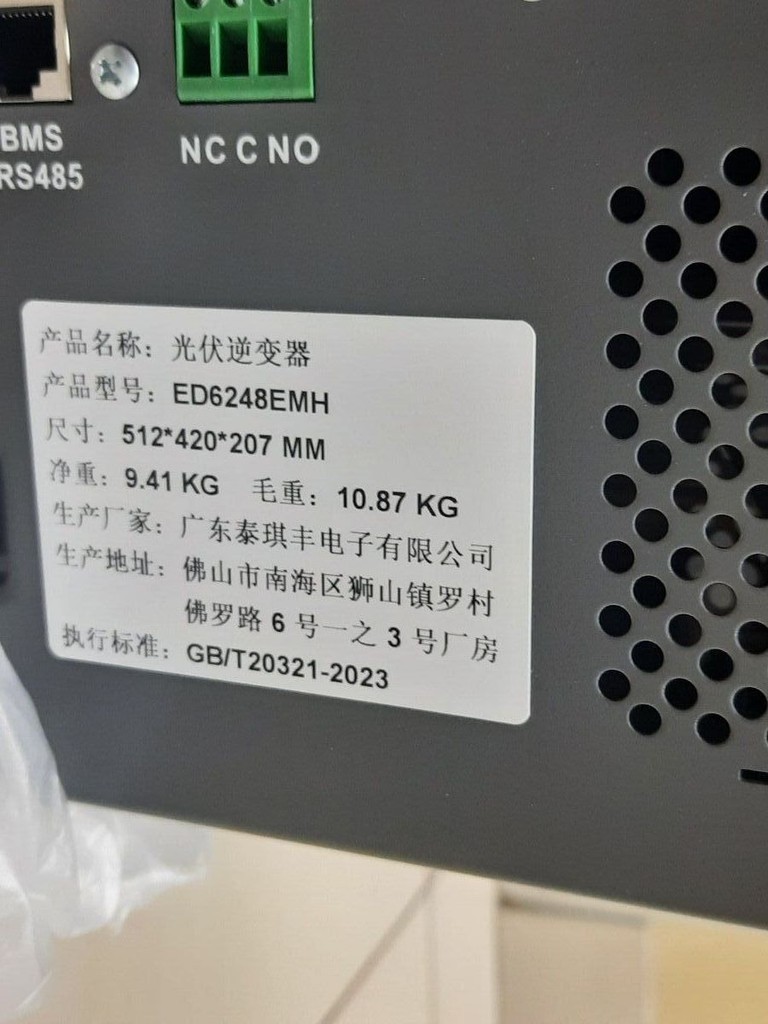 BMS
RS485
NC C NO
产品名称：光伏逆变器
产品型号：ED6248EMH
尺寸：512*420*207 MM
净重：9.41 KG 毛重：10.87 KG
生产厂家：广东泰琪丰电子有限公司
生产地址：佛山市南海区狮山镇罗村
佛罗路 6 号一之 3 号厂房
执行标准：GB/T20321-2023